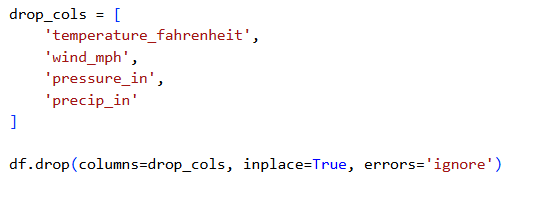 drop_cols = [
    'temperature_fahrenheit',
    'wind_mph',
    'pressure_in',
    'precip_in'
]
df.drop(columns=drop_cols, inplace=True, errors='ignore')